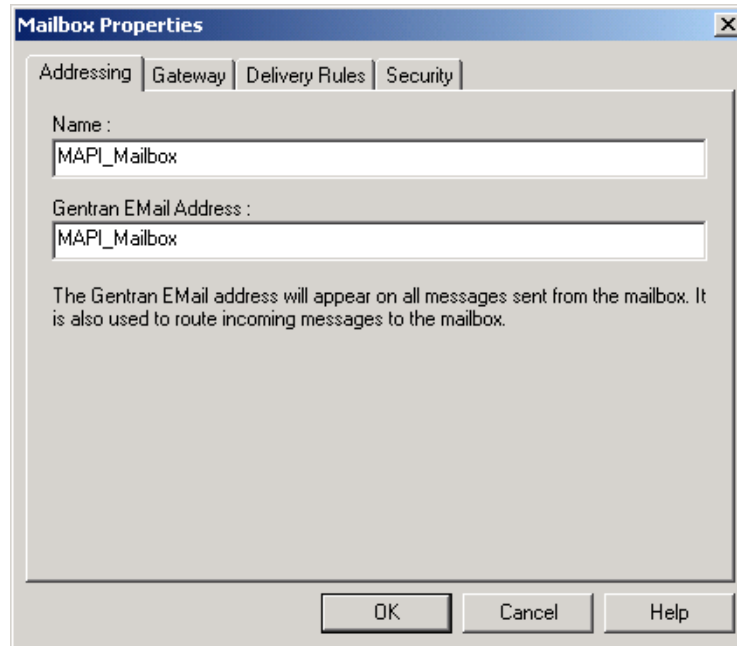 Mailbox Properties
Addressing Gateway Delivery Rules Security
Name :
MAPI_Mailbox
Gentran EMail Address :
MAPI_Mailbox
The Gentran EMail address will appear on all messages sent from the mailbox. It
is also used to route incoming messages to the mailbox.
OK Cancel Help